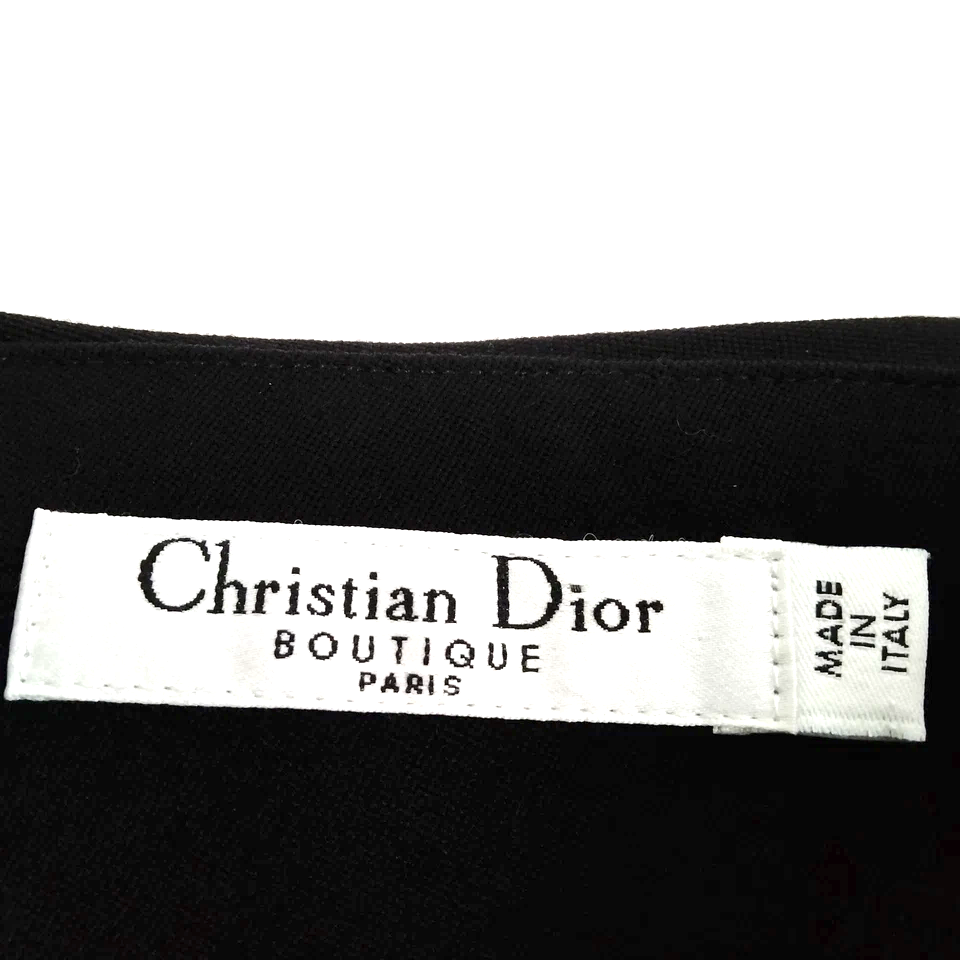 Christian Dior
BOUTIQUE
PARIS
MADE
IN
ITALY